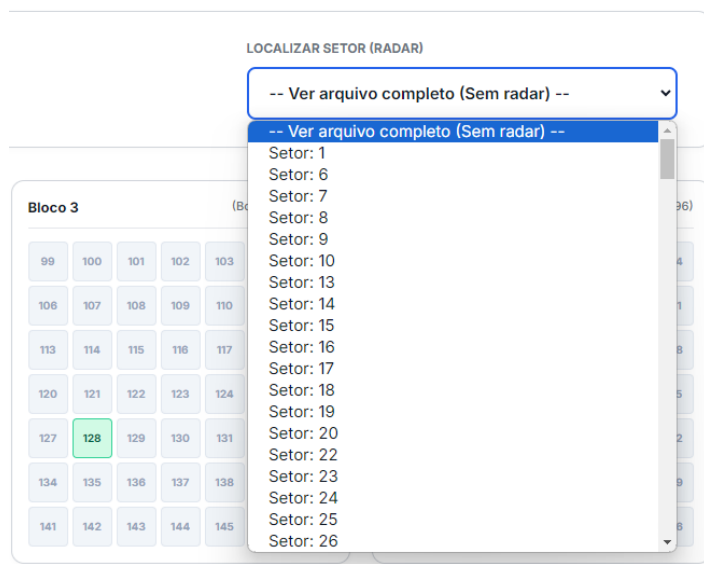 LOCALIZAR SETOR (RADAR)
-- Ver arquivo completo (Sem radar) --
-- Ver arquivo completo (Sem radar) --
Setor: 1
Setor: 6
Setor: 7
Setor: 8
Setor: 9
Setor: 10
Setor: 13
Setor: 14
Setor: 15
Setor: 16
Setor: 17
Setor: 18
Setor: 19
Setor: 20
Setor: 22
Setor: 23
Setor: 24
Setor: 25
Setor: 26
Bloco 3
99 100 101 102 103
106 107 108 109 110
113 114 115 116 117
120 121 122 123 124
127 128 129 130 131
134 135 136 137 138
141 142 143 144 145